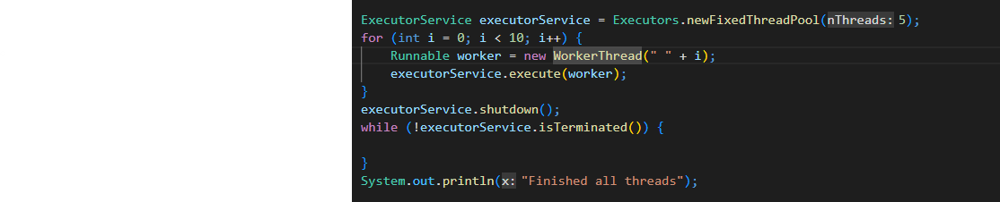 ExecutorService executorService = Executors.newFixedThreadPool(nThreads: 5);
for (int i = 0; i < 10; i++) {
    Runnable worker = new WorkerThread(" " + i);
    executorService.execute(worker);
}
executorService.shutdown();
while (!executorService.isTerminated()) {

}
System.out.println(x: "Finished all threads");